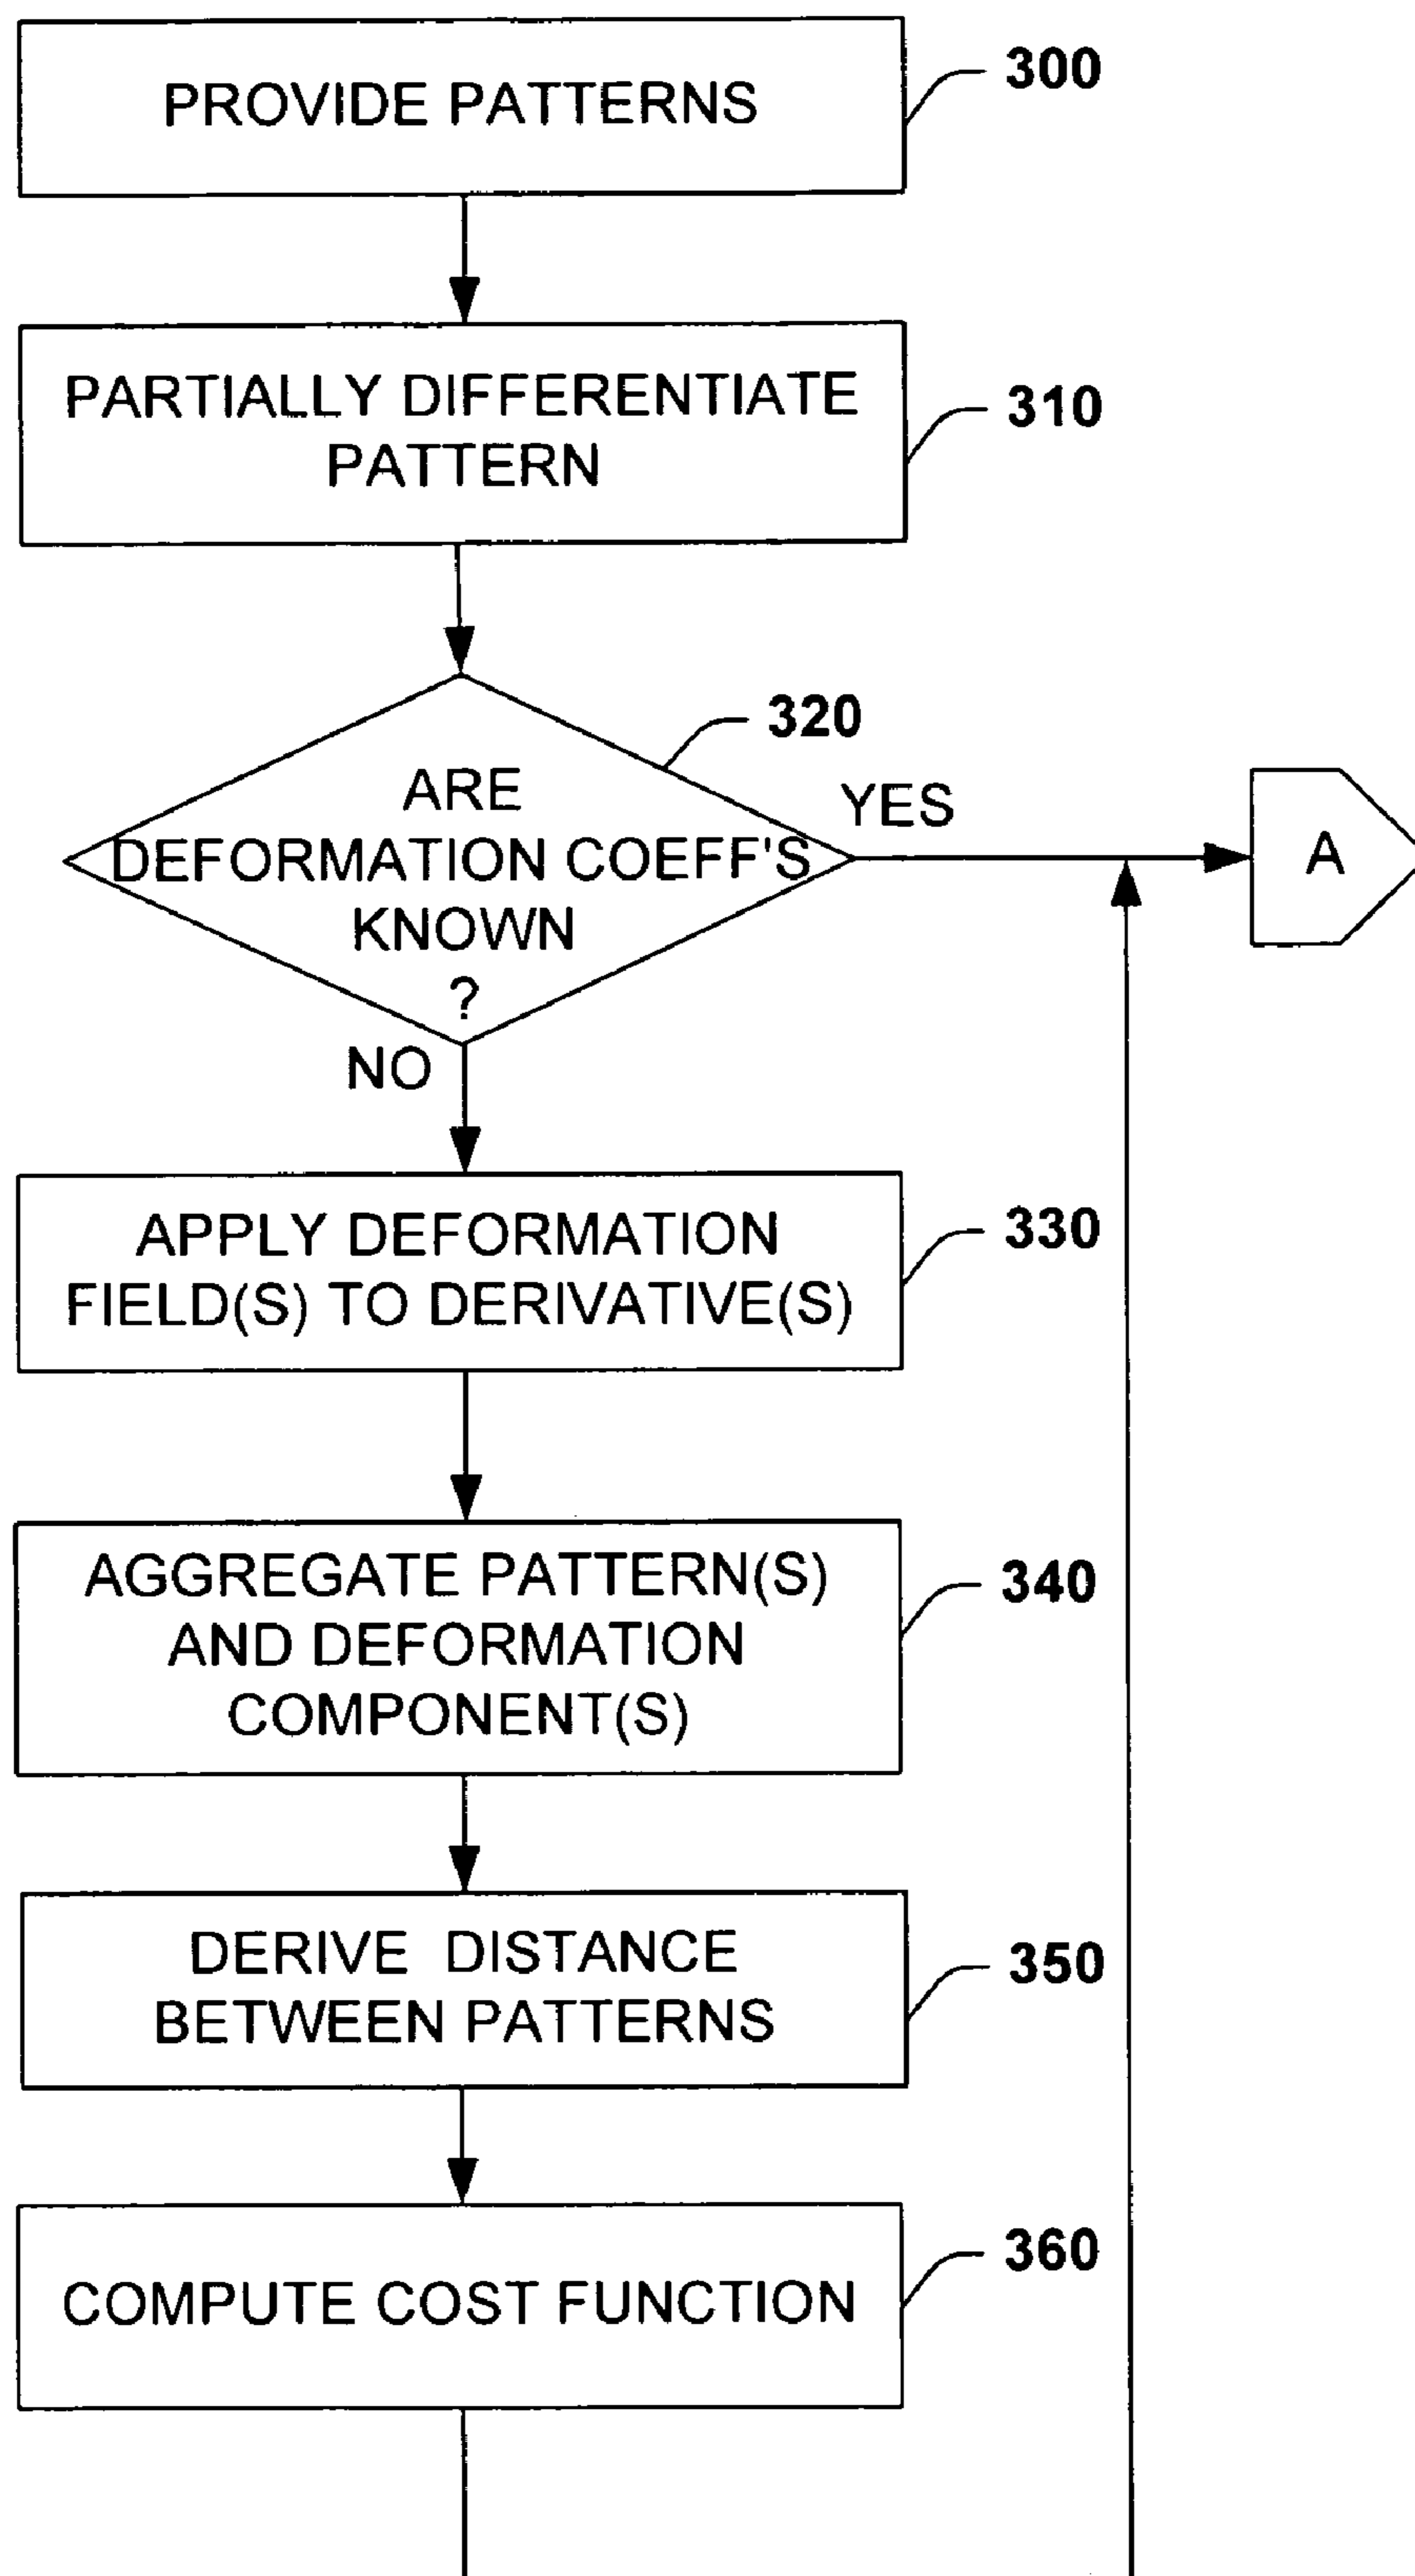 PROVIDE PATTERNS
300
PARTIALLY DIFFERENTIATE
PATTERN
310
320
ARE
DEFORMATION COEFF'S
KNOWN
?
YES
A
NO
APPLY DEFORMATION
FIELD(S) TO DERIVATIVE(S)
330
AGGREGATE PATTERN(S)
AND DEFORMATION
COMPONENT(S)
340
DERIVE DISTANCE
BETWEEN PATTERNS
350
COMPUTE COST FUNCTION
360